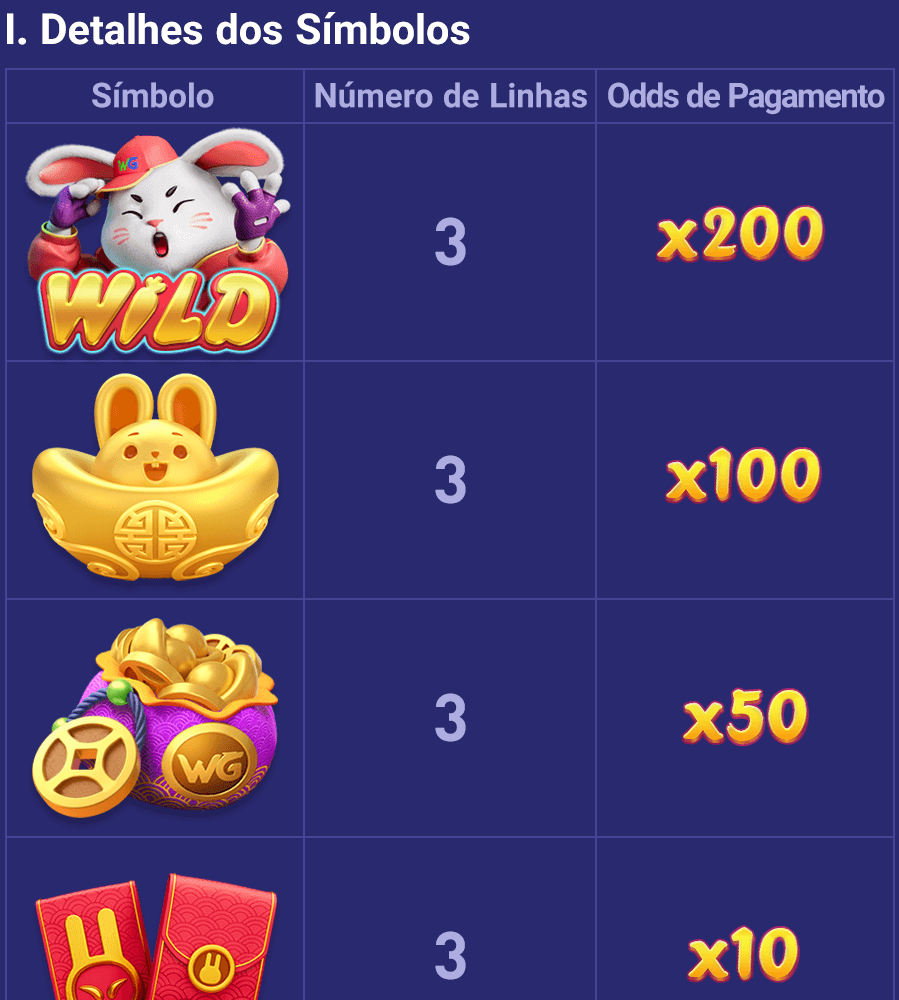 I. Detalhes dos Símbolos
Símbolo Número de Linhas Odds de Pagamento
WG
WILD
3 x200
3 x100
WG
3 x50
3 x10